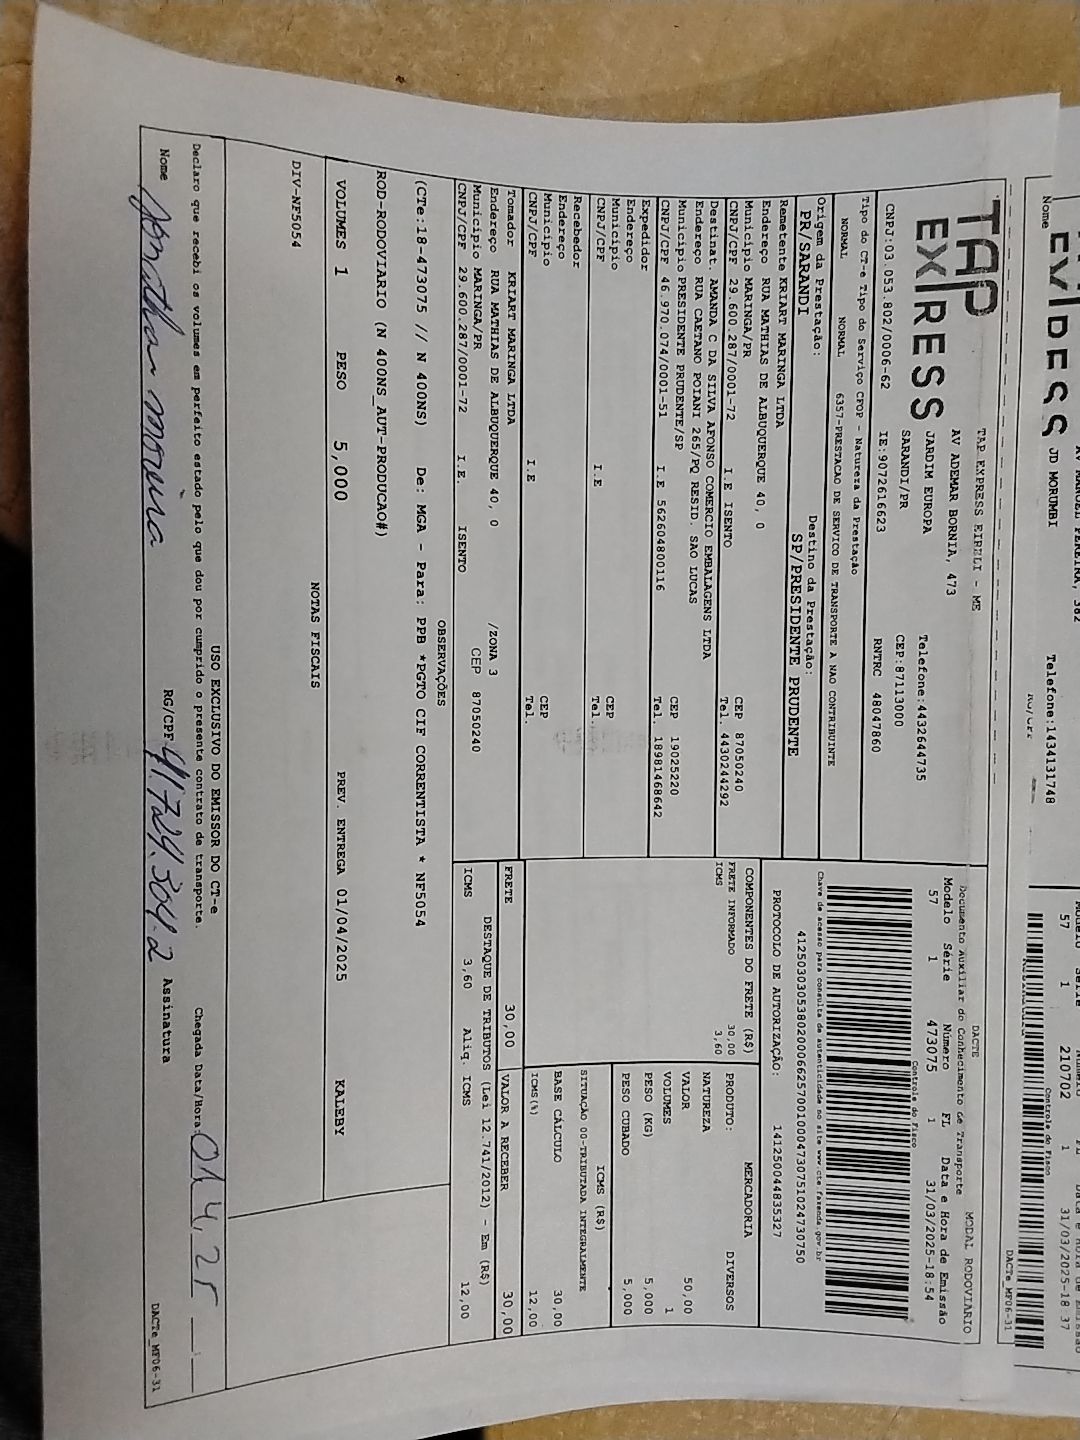 EXPRESS
AV MANOEL PEREIRA, 382
JD MORUMBI
Telefone:1434131748
Nome
RG/CPF
57 1 210702 1 31/03/2025-18 37
Controle do Fisco
DACTe_MF06-31
TAP
EXPRESS
TAP EXPRESS EIRELI - ME
AV ADEMAR BORNIA, 473
JARDIM EUROPA
SARANDI/PR
Telefone:4432644735
CEP:87113000
CNPJ:03.053.802/0006-62 IE:9072616623 RNTRC 48047860
DACTE MODAL RODOVIARIO
Documento Auxiliar do Conhecimento de Transporte
Modelo Série Número FL Data e Hora de Emissão
57 1 473075 1 31/03/2025-18:54
Controle do Fisco
Tipo do CT-e Tipo do Serviço CFOP - Natureza da Prestação
NORMAL NORMAL 6357-PRESTACAO DE SERVICO DE TRANSPORTE A NAO CONTRIBUINTE
Chave de acesso para consulta de autenticidade no site www.cte.fazenda.gov.br
Origem da Prestação: Destino da Prestação:
PR/SARANDI SP/PRESIDENTE PRUDENTE
PROTOCOLO DE AUTORIZAÇÃO: 141250044835327
Remetente KRIART MARINGA LTDA
Endereço RUA MATHIAS DE ALBUQUERQUE 40, 0
Município MARINGA/PR CEP 87050240
CNPJ/CPF 29.600.287/0001-72 I.E ISENTO Tel. 4430244292
Destinat. AMANDA C DA SILVA AFONSO COMERCIO EMBALAGENS LTDA
Endereço RUA CAETANO POIANI 265/PQ RESID. SAO LUCAS
Município PRESIDENTE PRUDENTE/SP CEP 19025220
CNPJ/CPF 46.970.074/0001-51 I.E 562604800116 Tel. 18981468642
Expedidor
Endereço
Município CEP
CNPJ/CPF I.E Tel.
Recebedor
Endereço
Município CEP
CNPJ/CPF I.E Tel.
Tomador KRIART MARINGA LTDA
Endereço RUA MATHIAS DE ALBUQUERQUE 40, 0 /ZONA 3
Município MARINGA/PR CEP 87050240
CNPJ/CPF 29.600.287/0001-72 I.E. ISENTO
COMPONENTES DO FRETE (R$)
FRETE INFORMADO 30,00
ICMS 3,60
MERCADORIA
PRODUTO: DIVERSOS
NATUREZA
VALOR 50,00
VOLUMES 1
PESO (KG) 5,000
PESO CUBADO 5,000
ICMS (R$)
SITUAÇÃO 00-TRIBUTADA INTEGRALMENTE
BASE CÁLCULO 30,00
ICMS(%) 12,00
FRETE 30,00 VALOR A RECEBER 30,00
DESTAQUE DE TRIBUTOS (Lei 12.741/2012) - Em (R$)
ICMS 3,60 Aliq. ICMS 12,00
OBSERVAÇÕES
(CTe:18-473075 // N 400NS) De: MGA - Para: PPB *PGTO CIF CORRENTISTA * NF5054
ROD-RODOVIARIO (N 400NS_AUT-PRODUCAO#)
VOLUMES 1 PESO 5,000 PREV. ENTREGA 01/04/2025 KALEBY
NOTAS FISCAIS
DIV-NF5054
USO EXCLUSIVO DO EMISSOR DO CT-e
Declaro que recebi os volumes em perfeito estado pelo que dou por cumprido o presente contrato de transporte. Chegada Data/Hora:
Nome Jonathan moura RG/CPF 41.724.304.2 Assinatura
DACTe_MF06-31